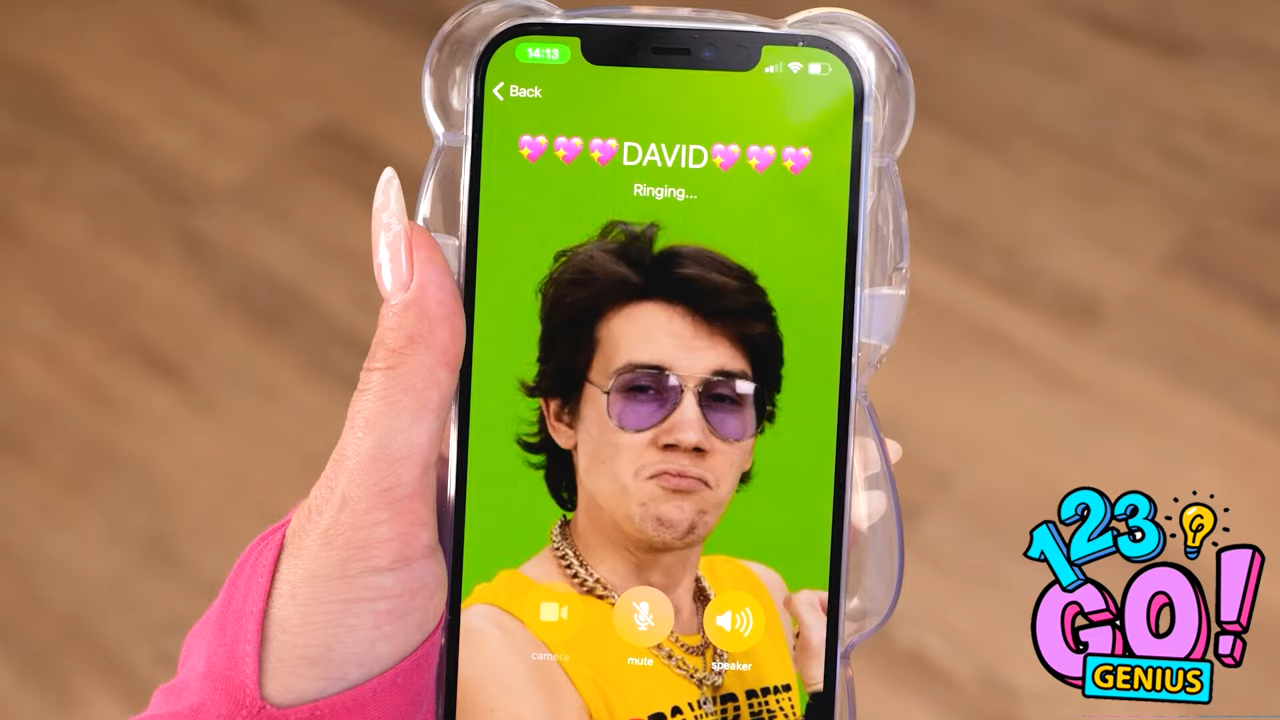 14:13
Back
💖💖💖DAVID💖💖💖
Ringing...
camera
mute
speaker
123
GO!
GENIUS